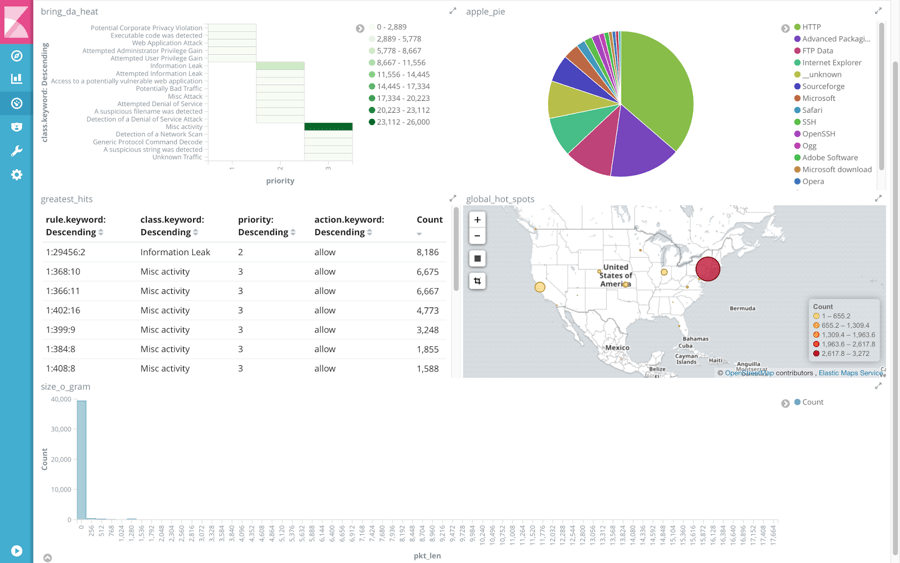 bring_da_heat
class.keyword: Descending
Potential Corporate Privacy Violation
Executable code was detected
Web Application Attack
Attempted Administrator Privilege Gain
Attempted User Privilege Gain
Information Leak
Attempted Information Leak
Access to a potentially vulnerable web application
Potentially Bad Traffic
Misc Attack
Attempted Denial of Service
A suspicious filename was detected
Detection of a Denial of Service Attack
Misc activity
Detection of a Network Scan
Generic Protocol Command Decode
A suspicious string was detected
Unknown Traffic
1
2
3
priority
0 - 2,889
2,889 - 5,778
5,778 - 8,667
8,667 - 11,556
11,556 - 14,445
14,445 - 17,334
17,334 - 20,223
20,223 - 23,112
23,112 - 26,000
apple_pie
HTTP
Advanced Packagi...
FTP Data
Internet Explorer
__unknown
Sourceforge
Microsoft
Safari
SSH
OpenSSH
Ogg
Adobe Software
Microsoft download
Opera
greatest_hits
rule.keyword: Descending class.keyword: Descending priority: Descending action.keyword: Descending Count
1:29456:2 Information Leak 2 allow 8,186
1:368:10 Misc activity 3 allow 6,675
1:366:11 Misc activity 3 allow 6,667
1:402:16 Misc activity 3 allow 4,773
1:399:9 Misc activity 3 allow 3,248
1:384:8 Misc activity 3 allow 1,855
1:408:8 Misc activity 3 allow 1,588
global_hot_spots
+
−
United
States of
America
Bermuda
Mexico
Bahamas
Cuba
Cayman
Islands
Haiti
Anguilla
Montserrat
Belize
Count
1 – 655.2
655.2 – 1,309.4
1,309.4 – 1,963.6
1,963.6 – 2,617.8
2,617.8 – 3,272
© OpenStreetMap contributors , Elastic Maps Service
size_o_gram
Count
40,000
30,000
20,000
10,000
0
0 256 512 768 1,024 1,280 1,536 1,792 2,048 2,304 2,560 2,816 3,072 3,328 3,584 3,840 4,096 4,352 4,608 4,864 5,120 5,376 5,632 5,888 6,144 6,400 6,656 6,912 7,168 7,424 7,680 7,936 8,192 8,448 8,704 8,960 9,216 9,472 9,728 9,984 10,240 10,496 10,752 11,008 11,264 11,520 11,776 12,032 12,288 12,544 12,800 13,056 13,312 13,568 13,824 14,080 14,336 14,592 14,848 15,104 15,360 15,616 15,872 16,128 16,384 16,640 16,896 17,152 17,408 17,664
pkt_len
Count